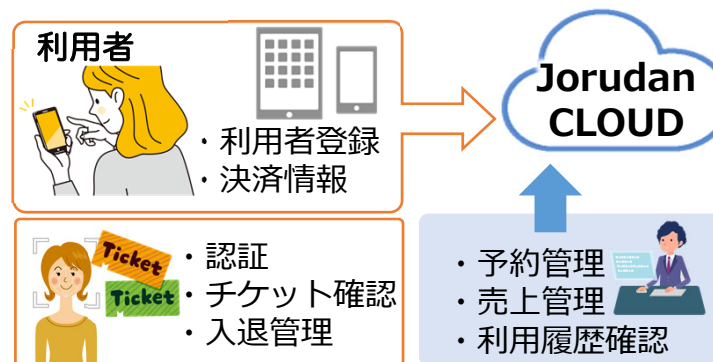 利用者
・利用者登録
・決済情報
Jorudan
CLOUD
Ticket
Ticket
・認証
・チケット確認
・入退管理
・予約管理
・売上管理
・利用履歴確認